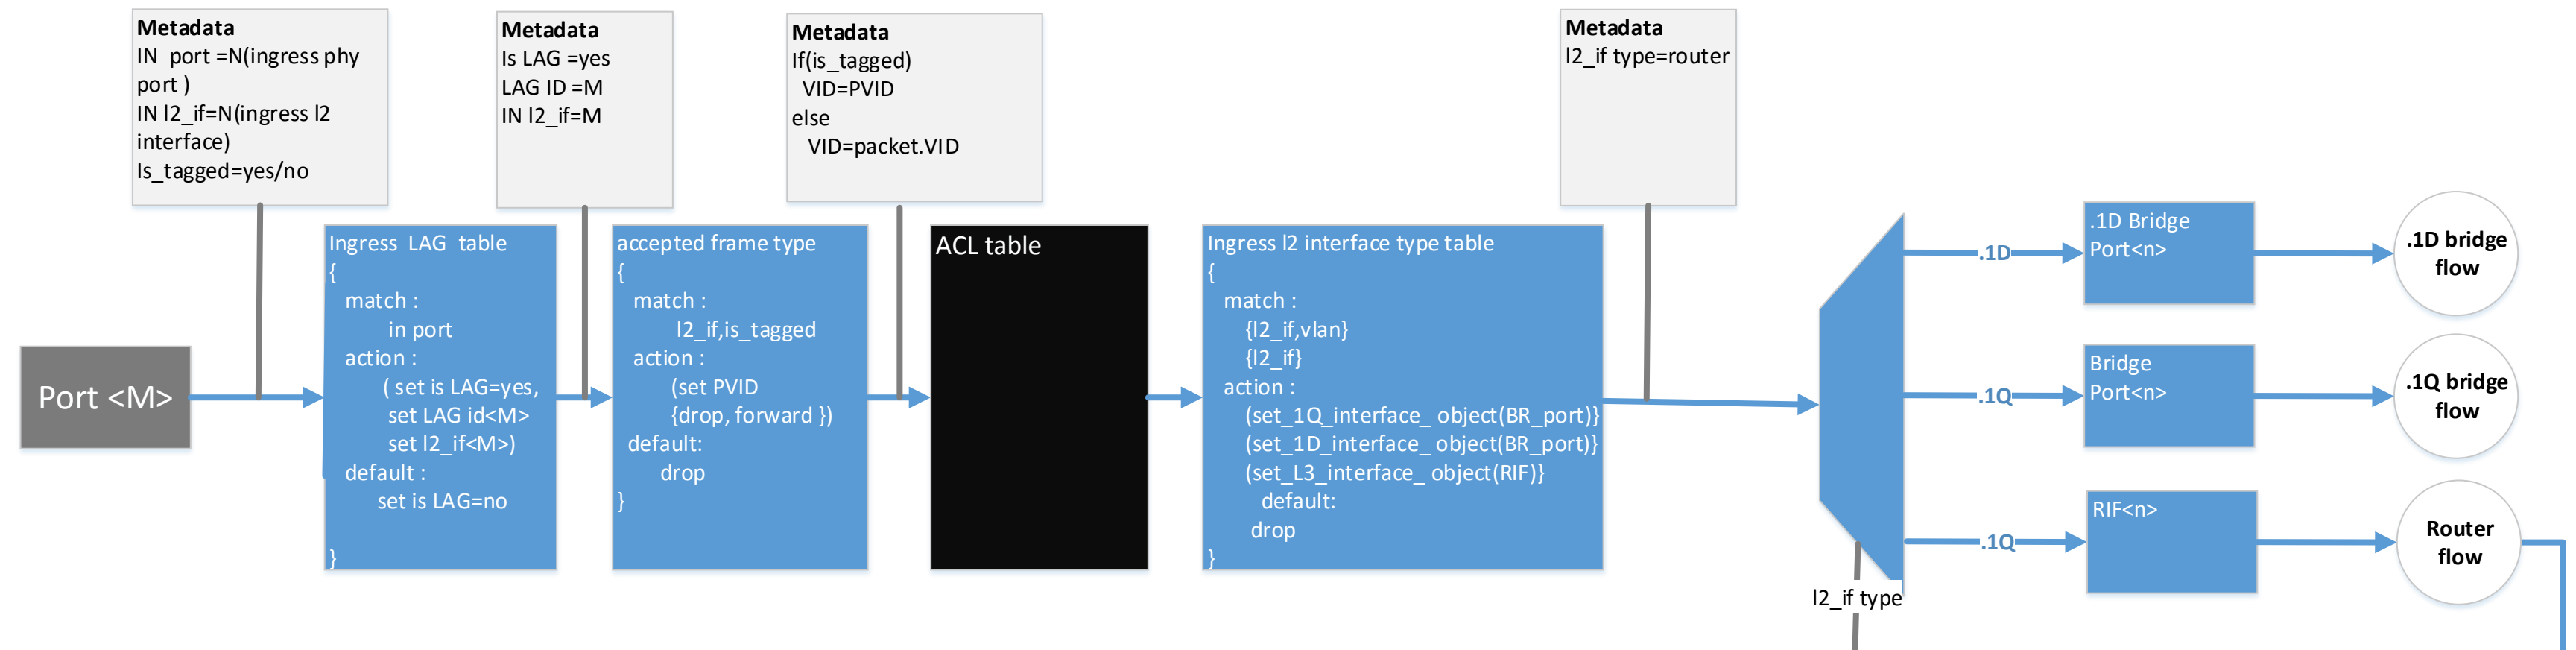 Metadata
IN port =N(ingress phy
port )
IN l2_if=N(ingress l2
interface)
Is_tagged=yes/no
Metadata
Is LAG =yes
LAG ID =M
IN l2_if=M
Metadata
If(is_tagged)
VID=PVID
else
VID=packet.VID
Metadata
l2_if type=router
Port <M>
Ingress LAG table
{
match :
in port
action :
( set is LAG=yes,
set LAG id<M>
set l2_if<M>)
default :
set is LAG=no
}
accepted frame type
{
match :
l2_if,is_tagged
action :
(set PVID
{drop, forward })
default:
drop
}
ACL table
Ingress l2 interface type table
{
match :
{l2_if,vlan}
{l2_if}
action :
(set_1Q_interface_ object(BR_port)}
(set_1D_interface_ object(BR_port)}
(set_L3_interface_ object(RIF)}
default:
drop
}
l2_if type
.1D
.1D Bridge
Port<n>
.1D bridge
flow
.1Q
Bridge
Port<n>
.1Q bridge
flow
.1Q
RIF<n>
Router
flow